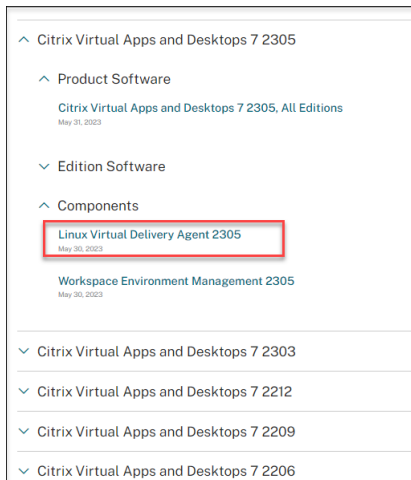 Citrix Virtual Apps and Desktops 7 2305
Product Software
Citrix Virtual Apps and Desktops 7 2305, All Editions
May 31, 2023
Edition Software
Components
Linux Virtual Delivery Agent 2305
May 30, 2023
Workspace Environment Management 2305
May 30, 2023
Citrix Virtual Apps and Desktops 7 2303
Citrix Virtual Apps and Desktops 7 2212
Citrix Virtual Apps and Desktops 7 2209
Citrix Virtual Apps and Desktops 7 2206